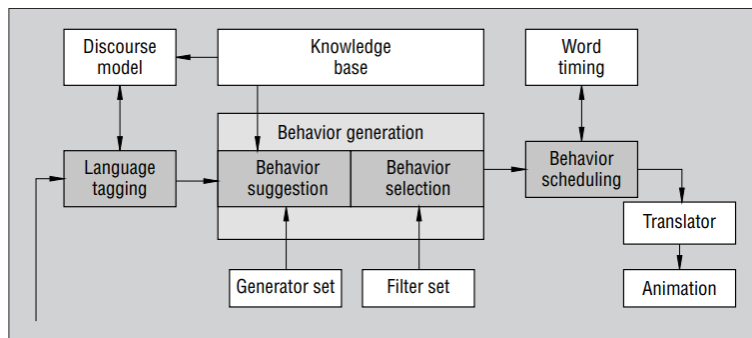 Discourse
model
Knowledge
base
Word
timing
Behavior generation
Language
tagging
Behavior
suggestion
Behavior
selection
Behavior
scheduling
Translator
Generator set
Filter set
Animation